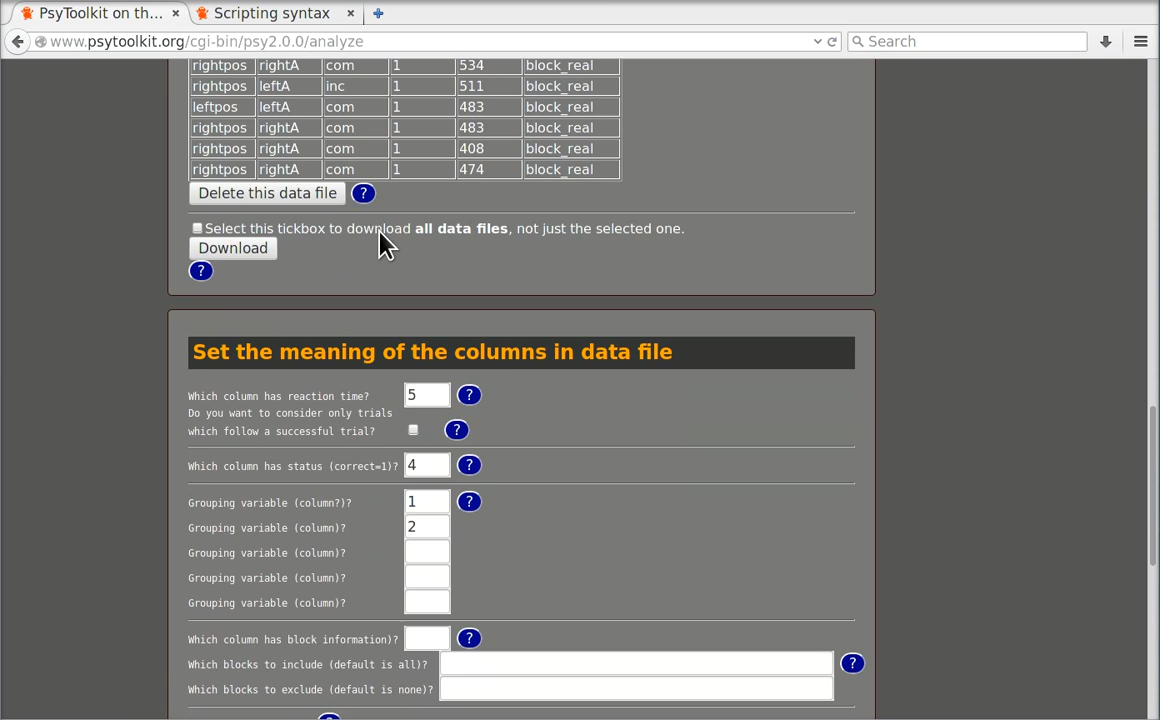 PsyToolkit on th... × Scripting syntax ×
www.psytoolkit.org/cgi-bin/psy2.0.0/analyze Search
rightpos rightA com 1 534 block_real
rightpos leftA inc 1 511 block_real
leftpos leftA com 1 483 block_real
rightpos rightA com 1 483 block_real
rightpos rightA com 1 408 block_real
rightpos rightA com 1 474 block_real
Delete this data file ?
Select this tickbox to download all data files, not just the selected one.
Download
?
Set the meaning of the columns in data file
Which column has reaction time? 5 ?
Do you want to consider only trials
which follow a successful trial? ?
Which column has status (correct=1)? 4 ?
Grouping variable (column?)? 1 ?
Grouping variable (column)? 2
Grouping variable (column)?
Grouping variable (column)?
Grouping variable (column)?
Which column has block information)? ?
Which blocks to include (default is all)? ?
Which blocks to exclude (default is none)?